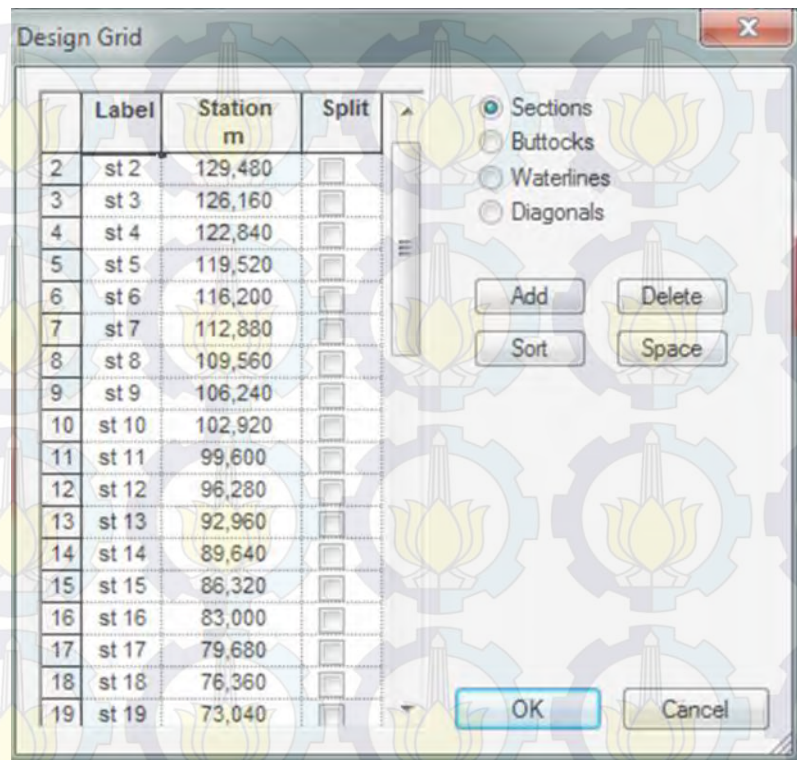 Design Grid
Label Station m Split
2 st 2 129,480
3 st 3 126,160
4 st 4 122,840
5 st 5 119,520
6 st 6 116,200
7 st 7 112,880
8 st 8 109,560
9 st 9 106,240
10 st 10 102,920
11 st 11 99,600
12 st 12 96,280
13 st 13 92,960
14 st 14 89,640
15 st 15 86,320
16 st 16 83,000
17 st 17 79,680
18 st 18 76,360
19 st 19 73,040
Sections
Buttocks
Waterlines
Diagonals
Add Delete
Sort Space
OK Cancel